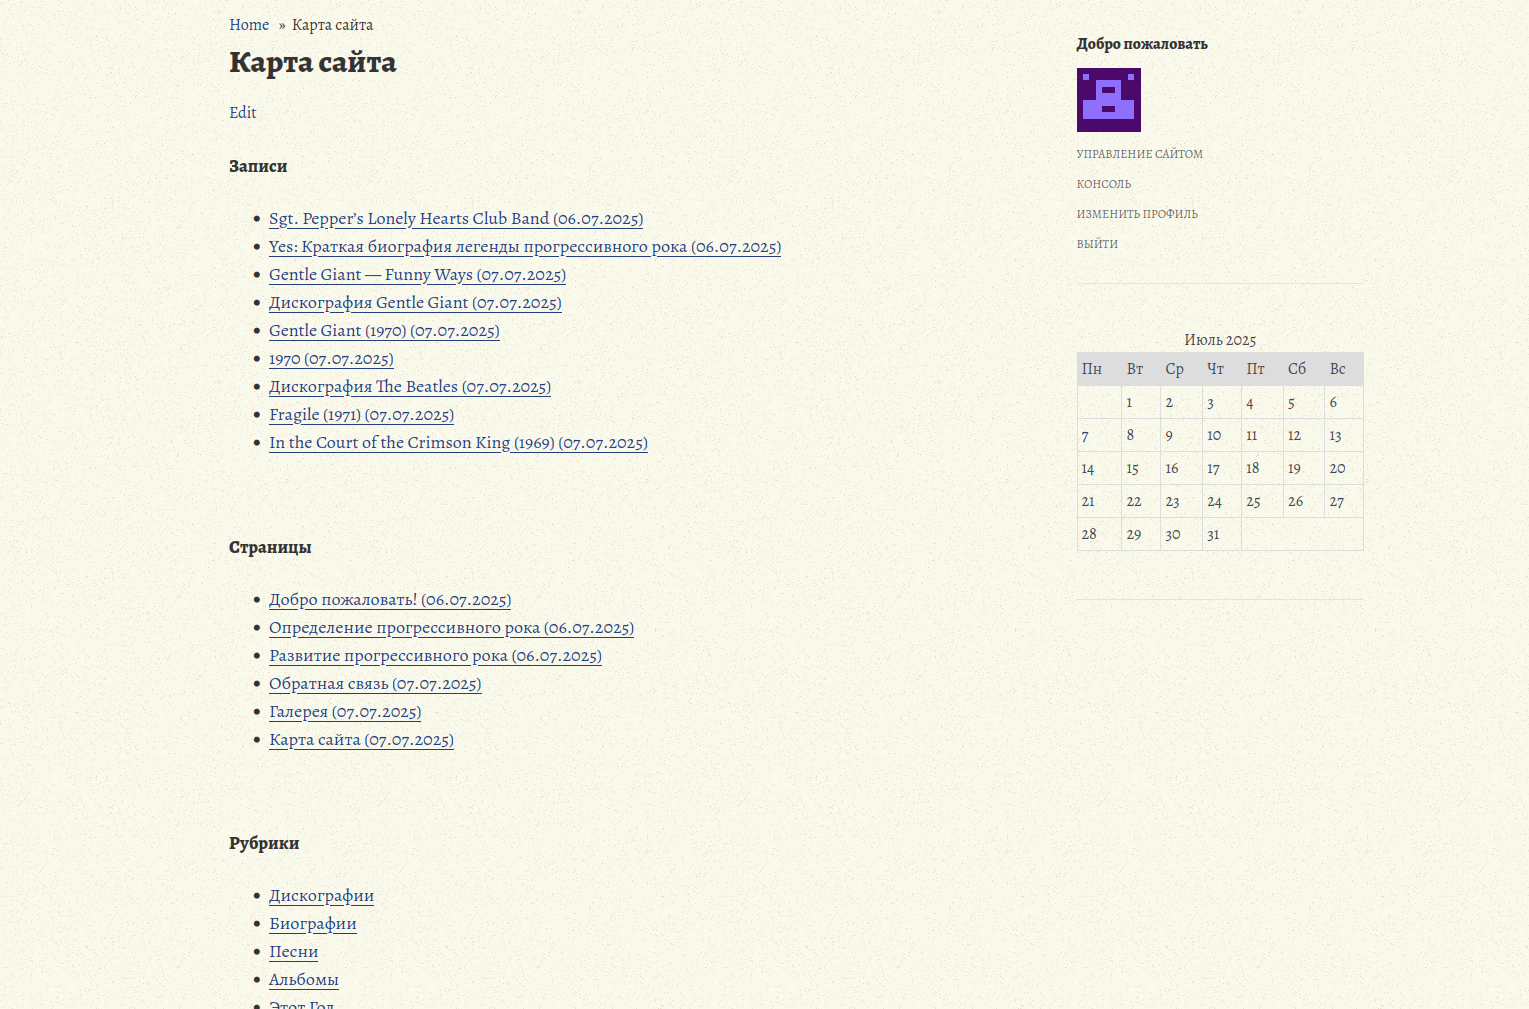 Home » Карта сайта
Карта сайта
Edit
Записи
Sgt. Pepper’s Lonely Hearts Club Band (06.07.2025)
Yes: Краткая биография легенды прогрессивного рока (06.07.2025)
Gentle Giant — Funny Ways (07.07.2025)
Дискография Gentle Giant (07.07.2025)
Gentle Giant (1970) (07.07.2025)
1970 (07.07.2025)
Дискография The Beatles (07.07.2025)
Fragile (1971) (07.07.2025)
In the Court of the Crimson King (1969) (07.07.2025)
Страницы
Добро пожаловать! (06.07.2025)
Определение прогрессивного рока (06.07.2025)
Развитие прогрессивного рока (06.07.2025)
Обратная связь (07.07.2025)
Галерея (07.07.2025)
Карта сайта (07.07.2025)
Рубрики
Дискографии
Биографии
Песни
Альбомы
Этот Год
Добро пожаловать
УПРАВЛЕНИЕ САЙТОМ
КОНСОЛЬ
ИЗМЕНИТЬ ПРОФИЛЬ
ВЫЙТИ
Июль 2025
Пн Вт Ср Чт Пт Сб Вс
1 2 3 4 5 6
7 8 9 10 11 12 13
14 15 16 17 18 19 20
21 22 23 24 25 26 27
28 29 30 31